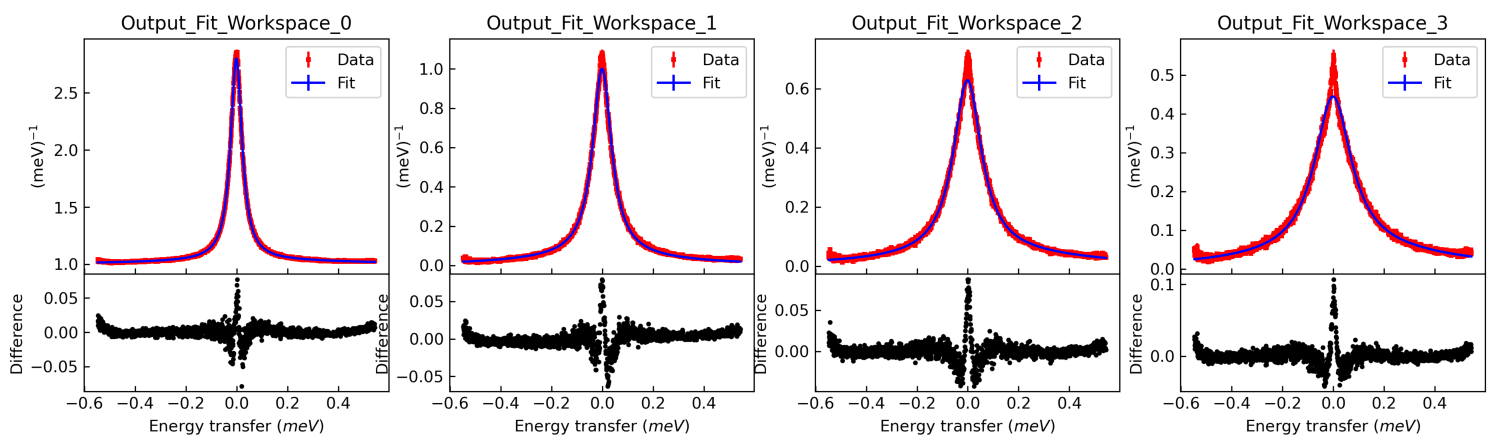 Output_Fit_Workspace_0
Output_Fit_Workspace_1
Output_Fit_Workspace_2
Output_Fit_Workspace_3
Data
Fit
Data
Fit
Data
Fit
Data
Fit
(meV)⁻¹
2.5
2.0
1.5
1.0
(meV)⁻¹
1.0
0.8
0.6
0.4
0.2
0.0
(meV)⁻¹
0.6
0.4
0.2
0.0
(meV)⁻¹
0.5
0.4
0.3
0.2
0.1
0.0
Difference
0.05
0.00
−0.05
Difference
0.05
0.00
−0.05
Difference
0.05
0.00
Difference
0.1
0.0
−0.6 −0.4 −0.2 0.0 0.2 0.4
−0.6 −0.4 −0.2 0.0 0.2 0.4
−0.6 −0.4 −0.2 0.0 0.2 0.4
−0.6 −0.4 −0.2 0.0 0.2 0.4
Energy transfer (meV)
Energy transfer (meV)
Energy transfer (meV)
Energy transfer (meV)